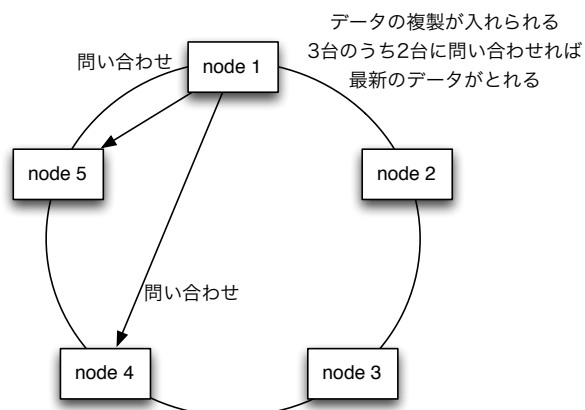 データの複製が入れられる
3台のうち2台に問い合わせれば
最新のデータがとれる
問い合わせ
node 1
node 5
node 2
問い合わせ
node 4
node 3